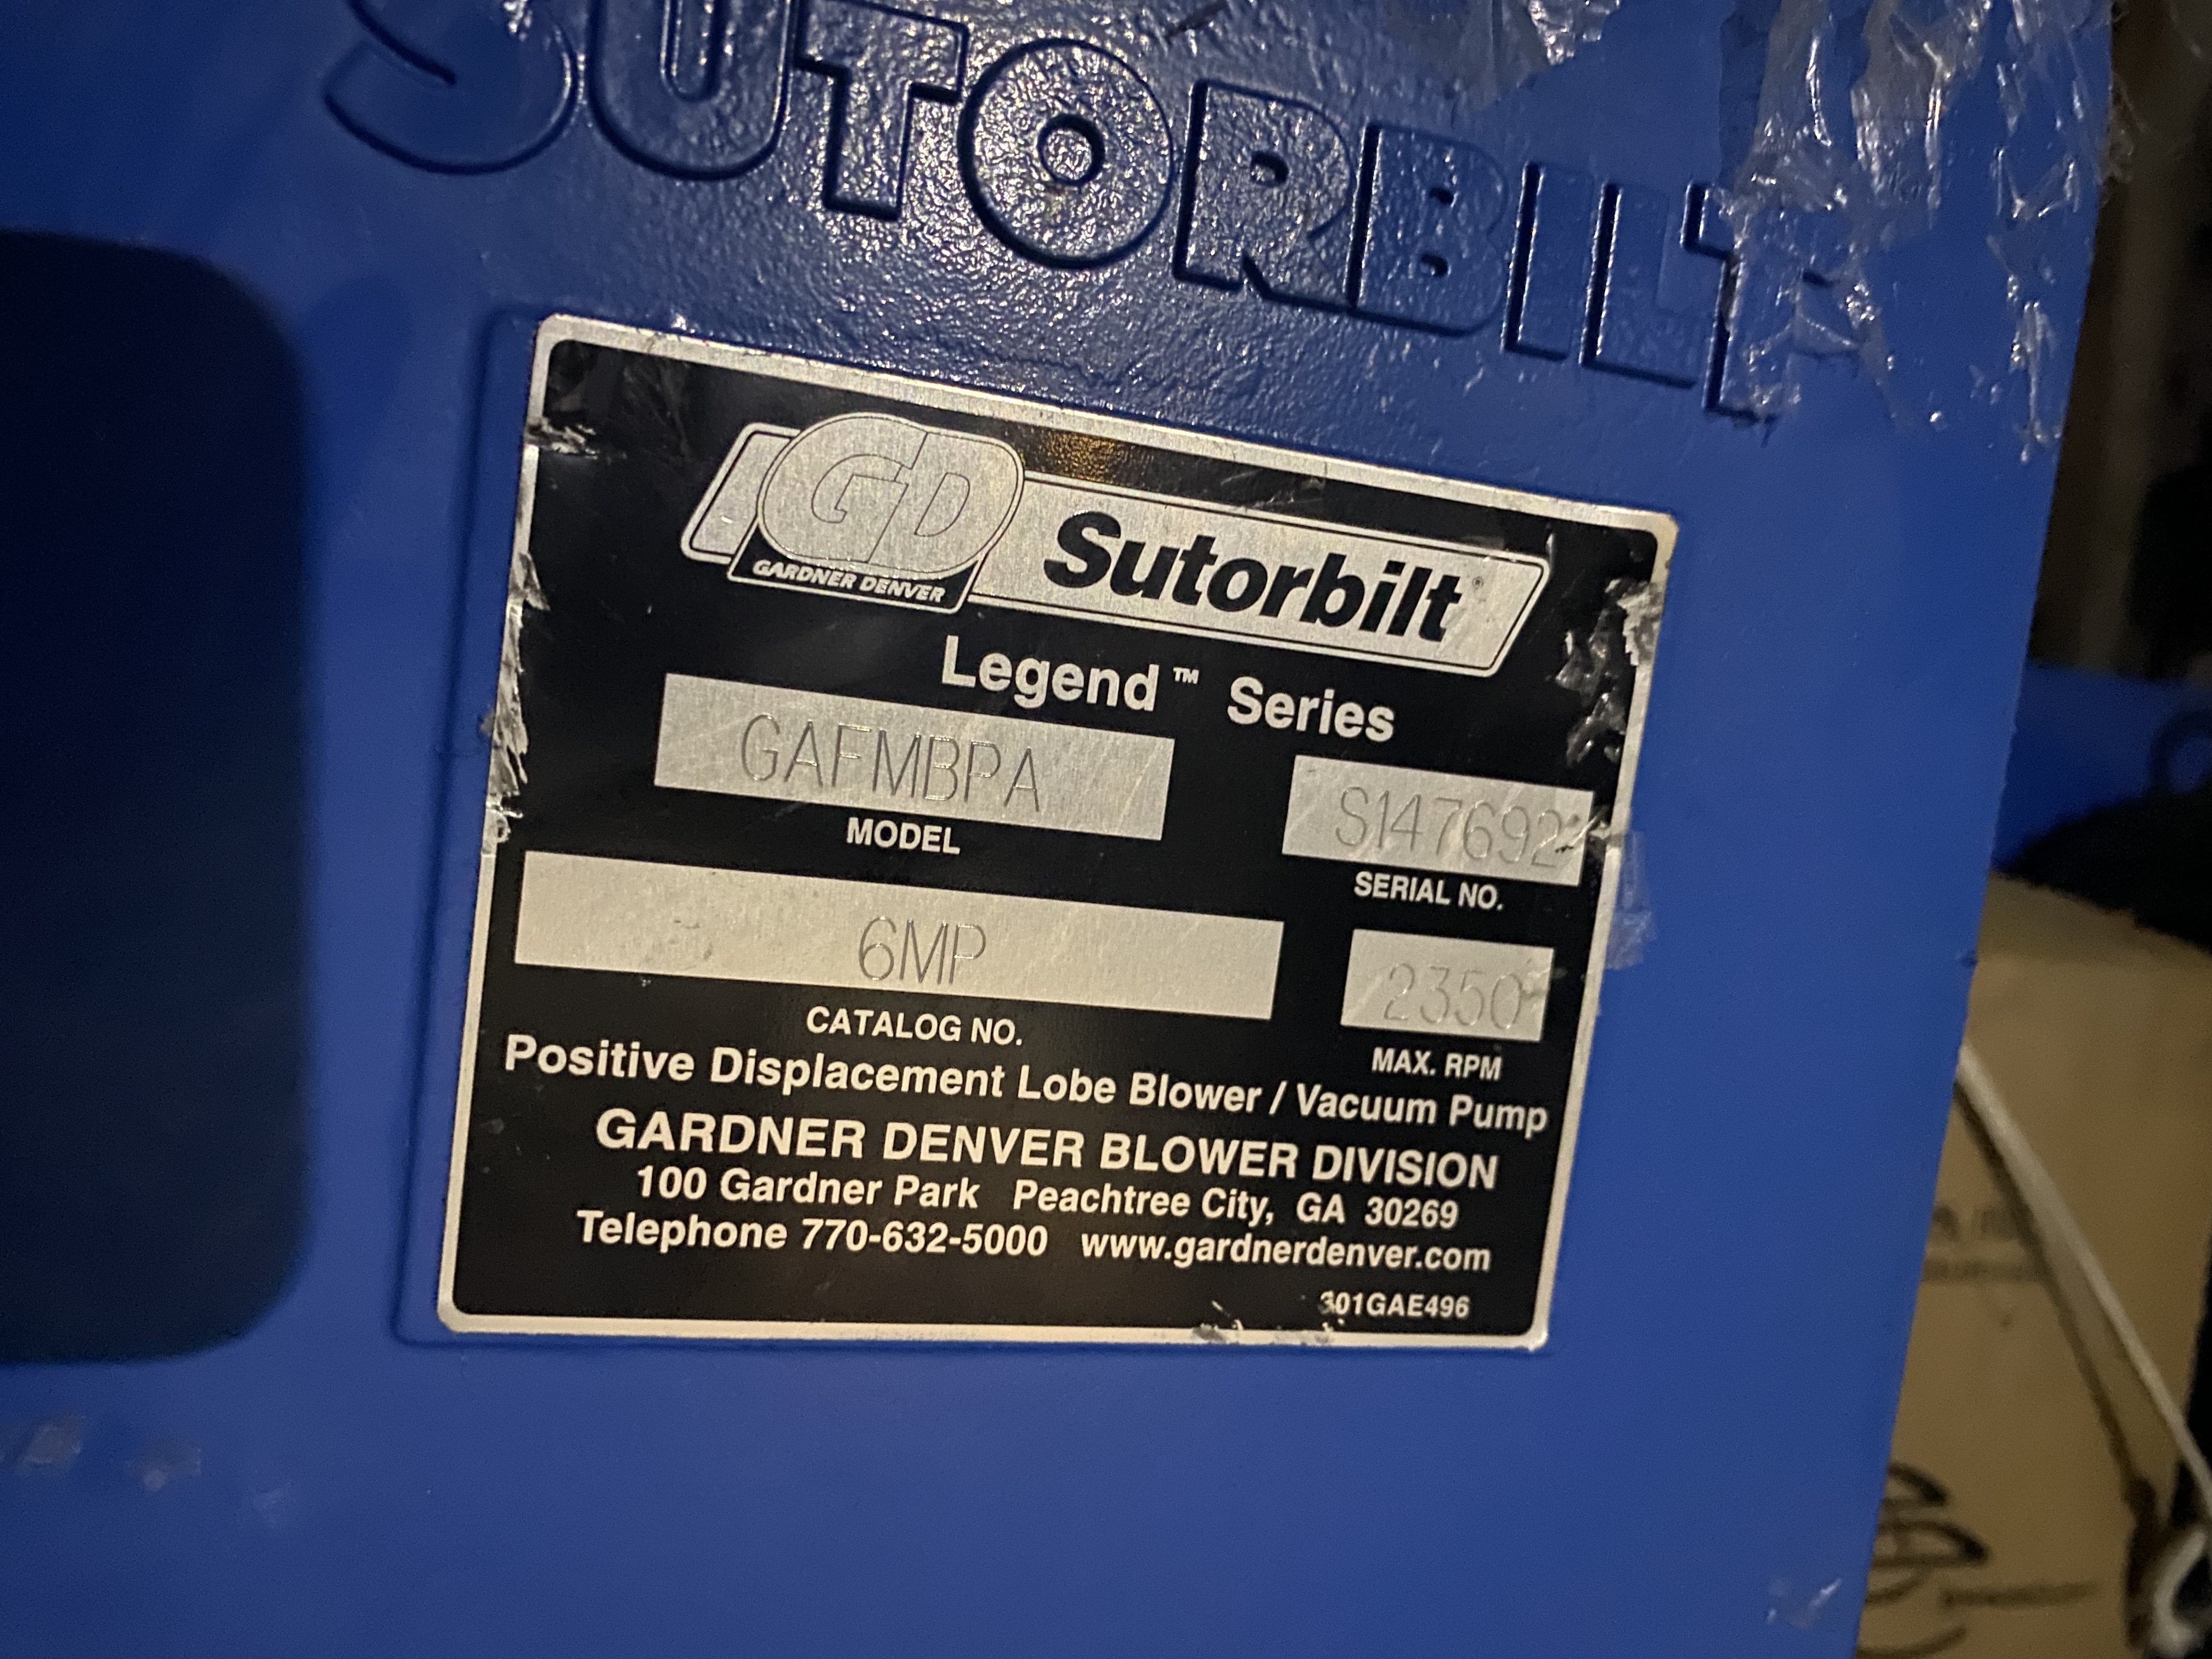 SUTORBILT
GD
GARDNER DENVER
Sutorbilt®
Legend™ Series
GAFMBPA
MODEL
S147692
SERIAL NO.
6MP
CATALOG NO.
2350
MAX. RPM
Positive Displacement Lobe Blower / Vacuum Pump
GARDNER DENVER BLOWER DIVISION
100 Gardner Park Peachtree City, GA 30269
Telephone 770-632-5000 www.gardnerdenver.com
301GAE496